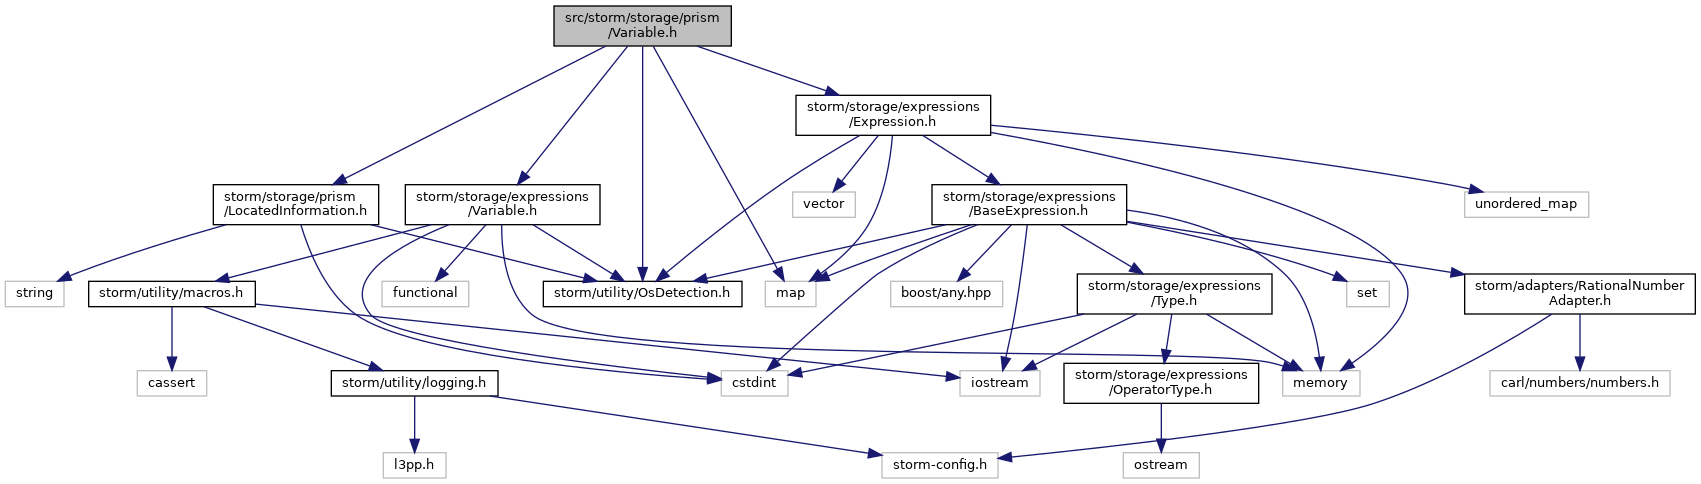 src/storm/storage/prism
/Variable.h
storm/storage/expressions
/Expression.h
storm/storage/prism
/LocatedInformation.h
storm/storage/expressions
/Variable.h
vector
storm/storage/expressions
/BaseExpression.h
unordered_map
string
storm/utility/macros.h
functional
storm/utility/OsDetection.h
map
boost/any.hpp
storm/storage/expressions
/Type.h
set
storm/adapters/RationalNumber
Adapter.h
cassert
storm/utility/logging.h
cstdint
iostream
storm/storage/expressions
/OperatorType.h
memory
carl/numbers/numbers.h
l3pp.h
storm-config.h
ostream